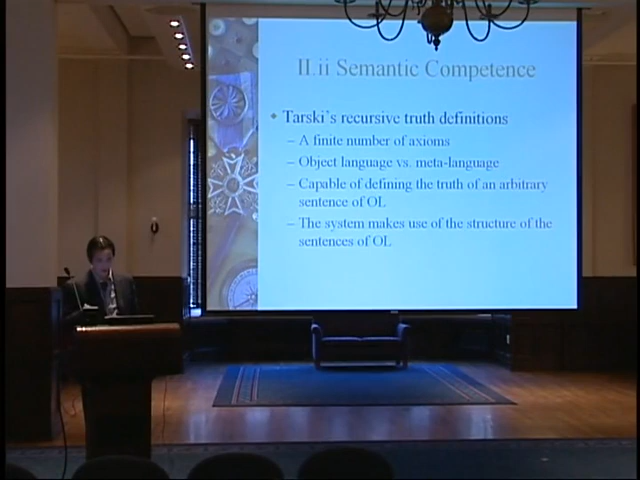 II.ii Semantic Competence
Tarski's recursive truth definitions
– A finite number of axioms
– Object language vs. meta-language
– Capable of defining the truth of an arbitrary
sentence of OL
– The system makes use of the structure of the
sentences of OL